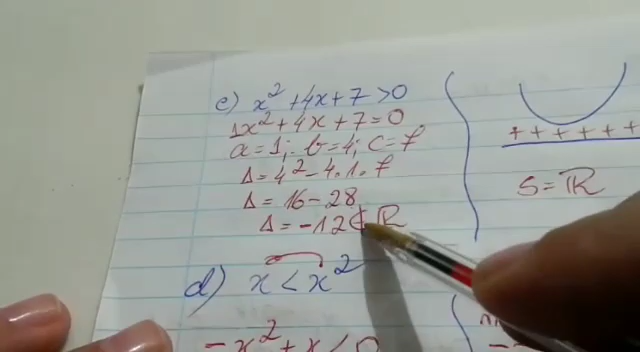 c) x² + 4x + 7 > 0
1x² + 4x + 7 = 0
a = 1; b = 4; c = 7
Δ = 4² - 4.1.7
Δ = 16 - 28
Δ = -12 ∉ ℝ
+ + + + + + +
S = ℝ
d) x < x²
-x² + x < 0